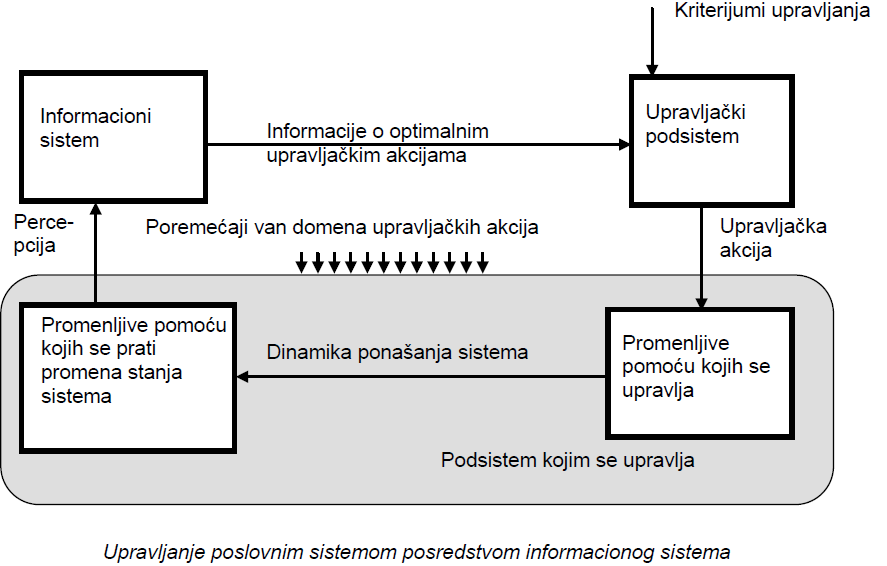 Kriterijumi upravljanja
Informacioni
sistem
Informacije o optimalnim
upravljačkim akcijama
Upravljački
podsistem
Perce-
pcija
Poremećaji van domena upravljačkih akcija
Upravljačka
akcija
Promenljive pomoću
kojih se prati
promena stanja
sistema
Dinamika ponašanja sistema
Promenljive
pomoću kojih se
upravlja
Podsistem kojim se upravlja
Upravljanje poslovnim sistemom posredstvom informacionog sistema